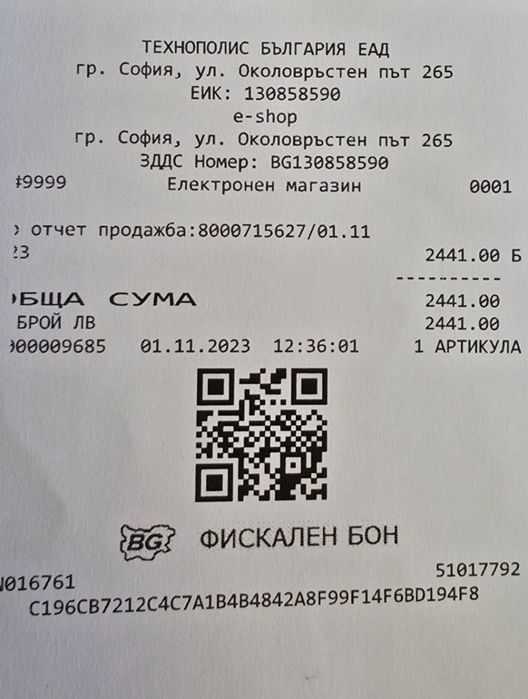 ТЕХНОПОЛИС БЪЛГАРИЯ ЕАД
гр. София, ул. Околовръстен път 265
ЕИК: 130858590
e-shop
гр. София, ул. Околовръстен път 265
ЗДДС Номер: BG130858590
#9999 Електронен магазин 0001
отчет продажба:8000715627/01.11
23 2441.00 Б
----------
ОБЩА СУМА 2441.00
БРОЙ ЛВ 2441.00
000009685 01.11.2023 12:36:01 1 АРТИКУЛА
BG ФИСКАЛЕН БОН
51017792
N016761
C196CB7212C4C7A1B4B4842A8F99F14F6BD194F8